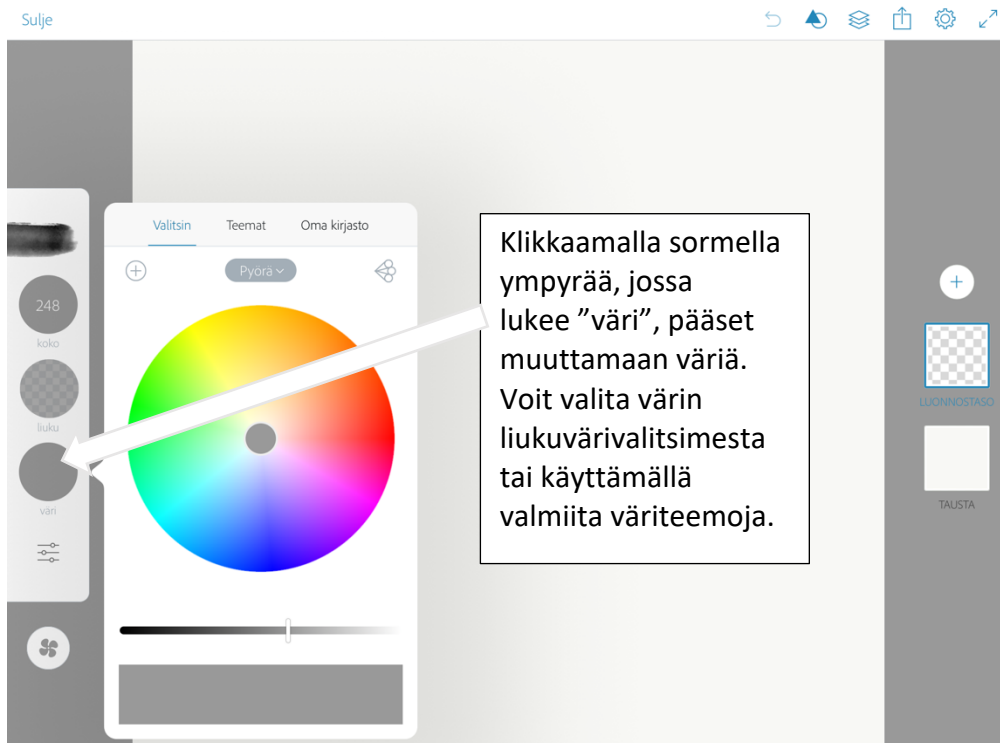 Sulje
Valitsin Teemat Oma kirjasto
Pyörä
248
koko
liuku
väri
Klikkaamalla sormella
ympyrää, jossa
lukee ”väri”, pääset
muuttamaan väriä.
Voit valita värin
liukuvärivalitsimesta
tai käyttämällä
valmiita väriteemoja.
LUONNOSTASO
TAUSTA